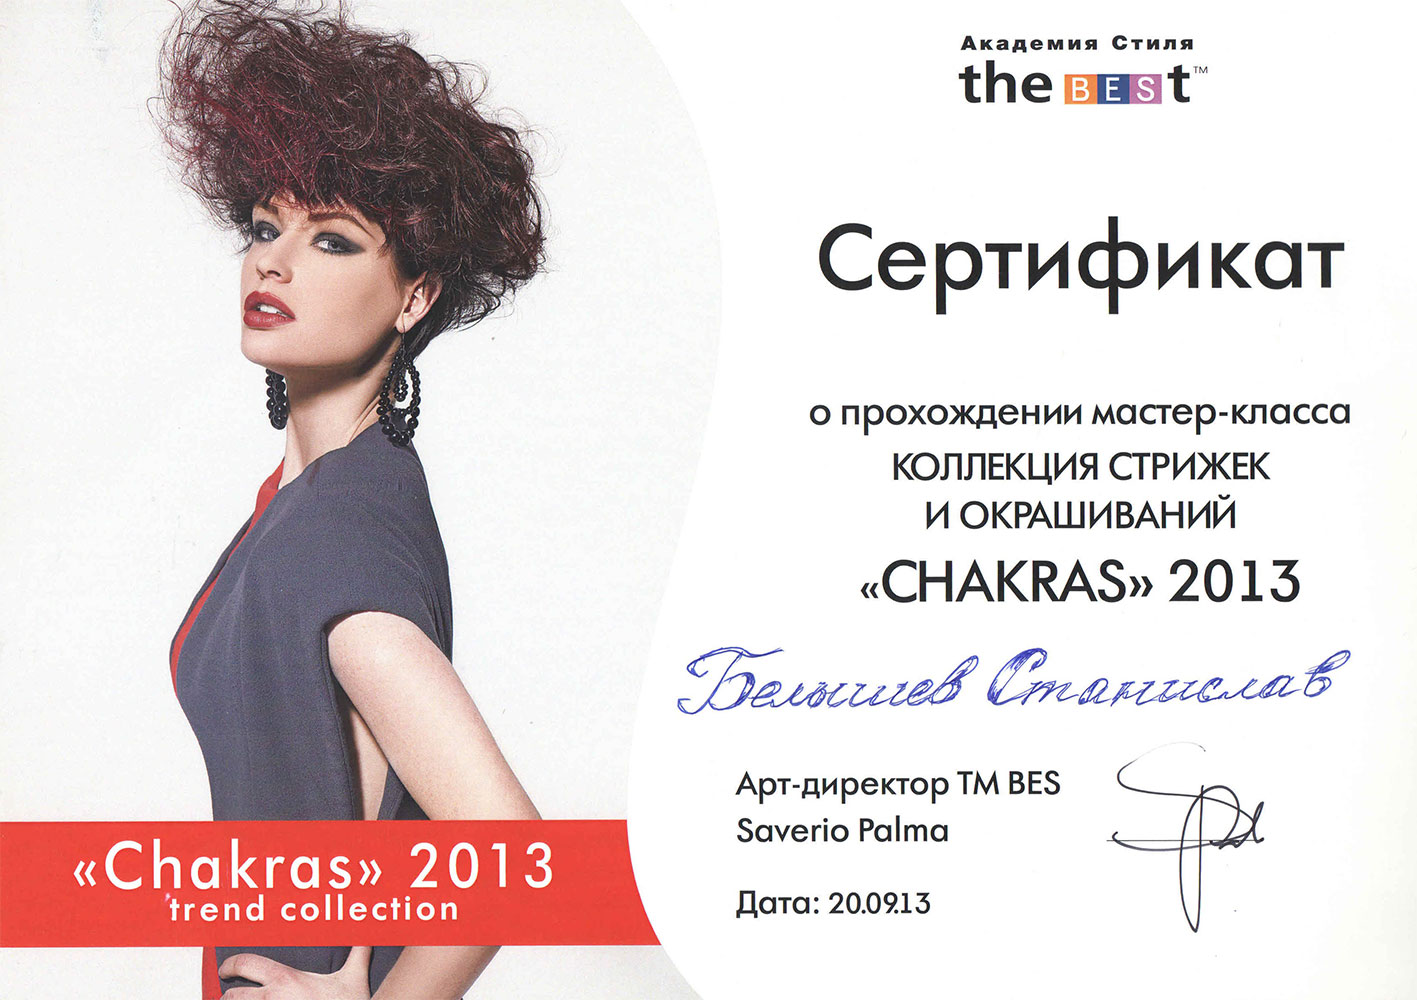 Академия Стиля
the BESt™
Сертификат
о прохождении мастер-класса
КОЛЛЕКЦИЯ СТРИЖЕК
И ОКРАШИВАНИЙ
«CHAKRAS» 2013
Белышев Станислав
Арт-директор ТМ BES
Saverio Palma
Дата: 20.09.13
«Chakras» 2013
trend collection